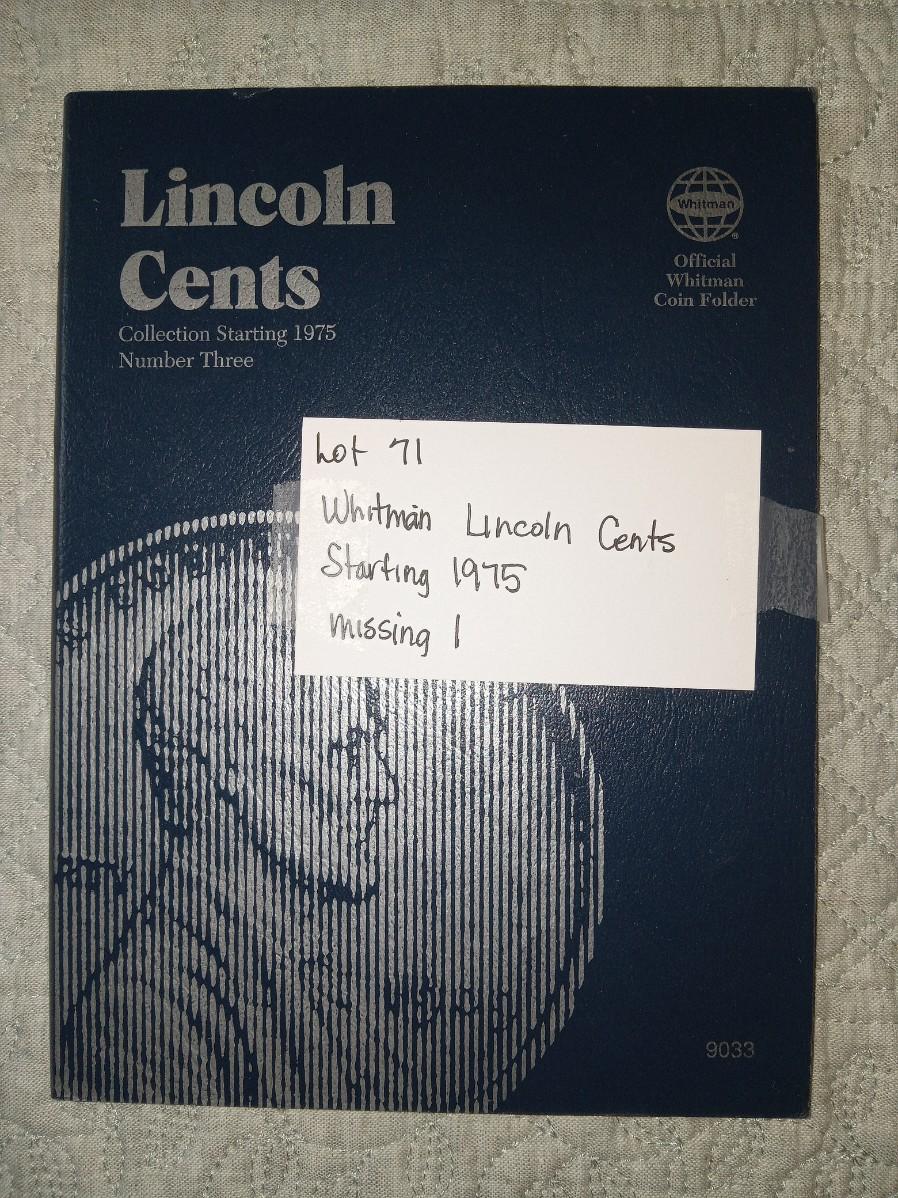 Lincoln
Cents
Collection Starting 1975
Number Three
Whitman
®
Official
Whitman
Coin Folder
Lot 71
Whitman Lincoln Cents
Starting 1975
missing 1
RTY
9033